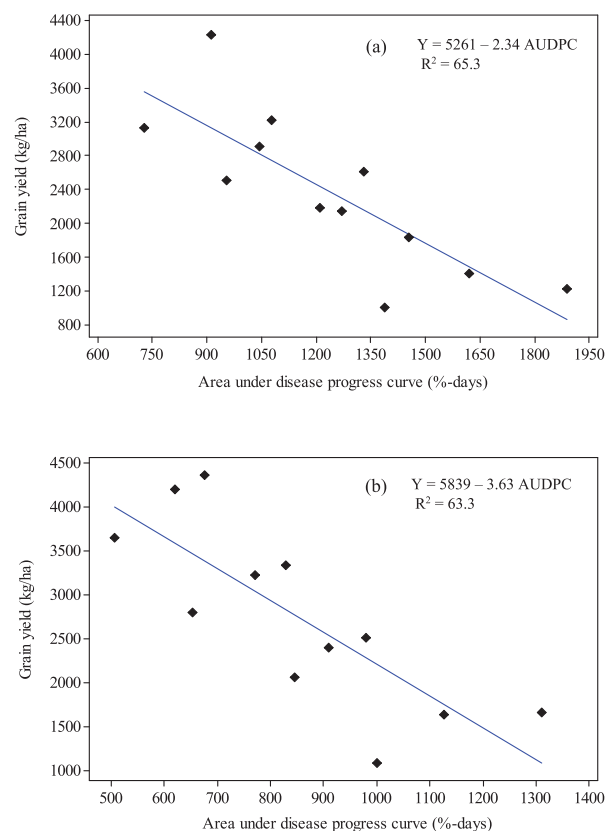 (a)
Y = 5261 – 2.34 AUDPC
R² = 65.3
Grain yield (kg/ha)
4400
4000
3600
3200
2800
2400
2000
1600
1200
800
600 750 900 1050 1200 1350 1500 1650 1800 1950
Area under disease progress curve (%-days)
(b)
Y = 5839 – 3.63 AUDPC
R² = 63.3
Grain yield (kg/ha)
4500
4000
3500
3000
2500
2000
1500
1000
500 600 700 800 900 1000 1100 1200 1300 1400
Area under disease progress curve (%-days)